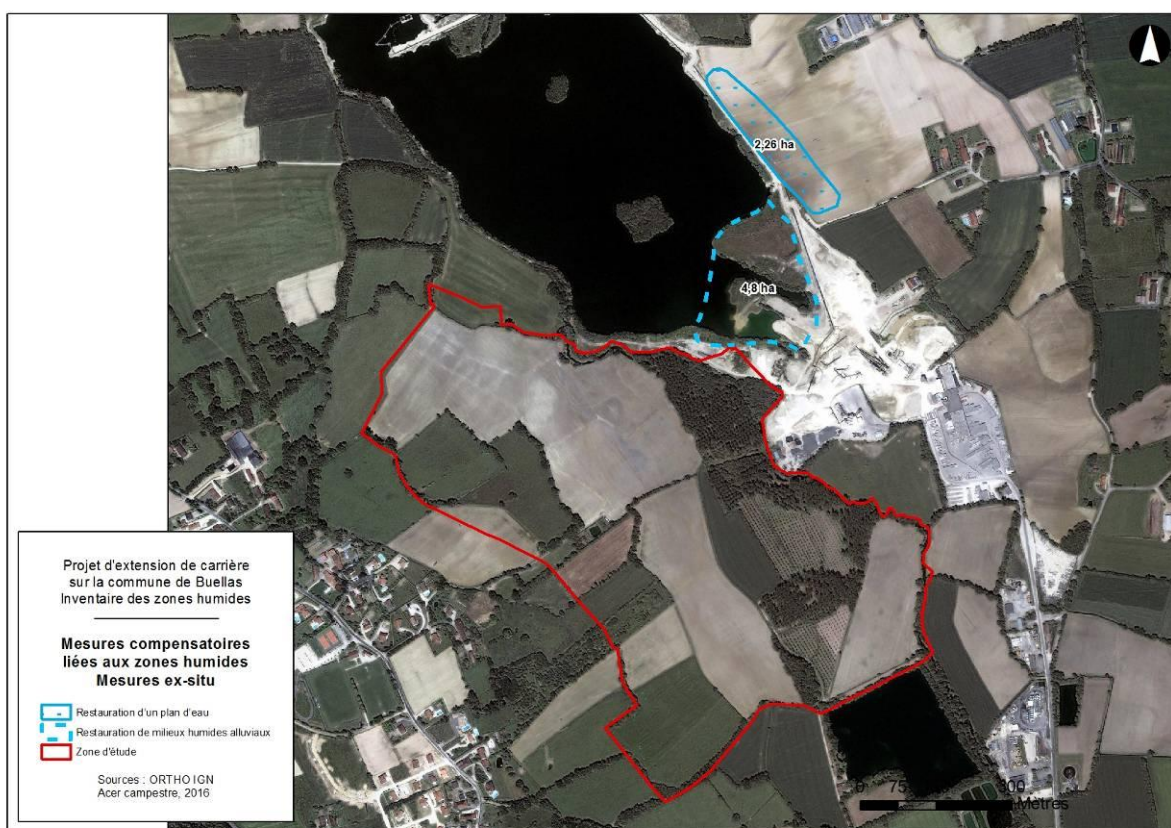 2,26 ha
4,8 ha
Projet d'extension de carrière
sur la commune de Buellas
Inventaire des zones humides
Mesures compensatoires
liées aux zones humides
Mesures ex-situ
Restauration d'un plan d'eau
Restauration de milieux humides alluviaux
Zone d'étude
Sources : ORTHO IGN
Acer campestre, 2016
0 75 300
Mètres